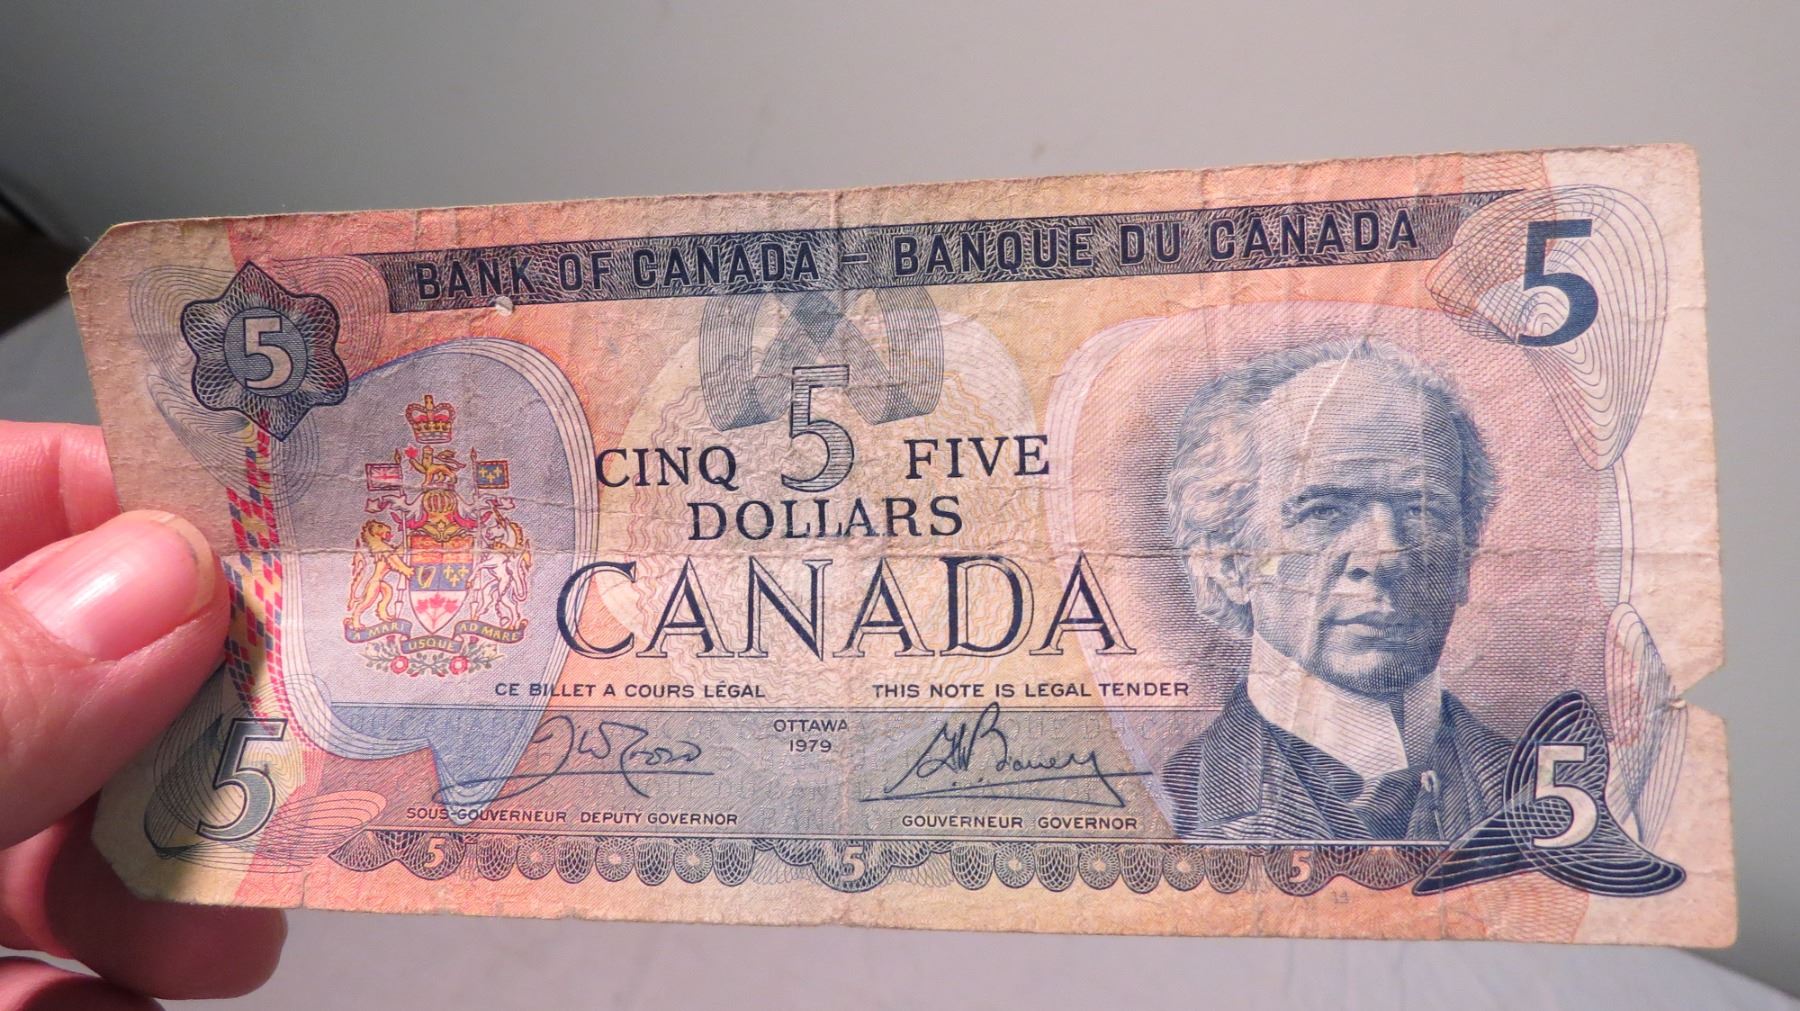 BANK OF CANADA – BANQUE DU CANADA
5
5
CINQ 5 FIVE
DOLLARS
CANADA
A MARI USQUE AD MARE
CE BILLET A COURS LÉGAL
THIS NOTE IS LEGAL TENDER
OTTAWA
1979
SOUS-GOUVERNEUR DEPUTY GOVERNOR
GOUVERNEUR GOVERNOR
5
5
5
5
5